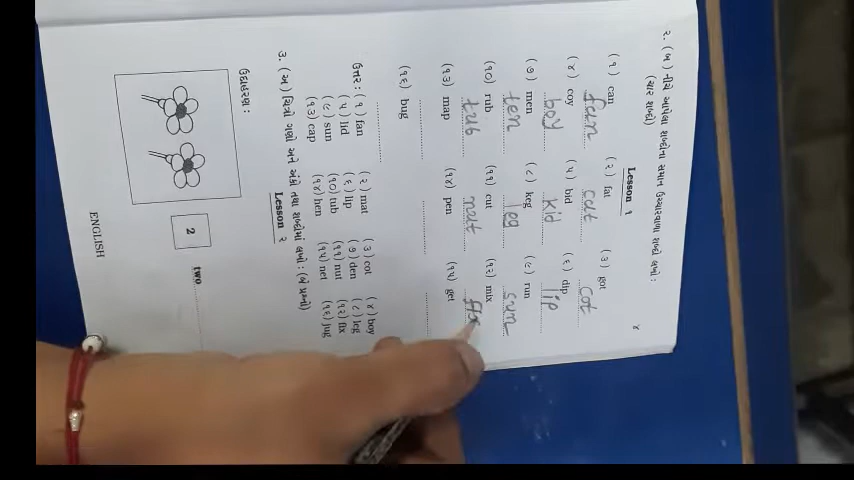 ૪
Lesson ૧
૨. (બ) નીચે આપેલા શબ્દોના સમાન ઉચ્ચારવાળા શબ્દો લખો :
(ચાર શબ્દો)
(૧) can fan (૨) fat cat (૩) got cot
(૪) coy boy (૫) bid kid (૬) dip lip
(૭) men ten (૮) keg leg (૯) run sun
(૧૦) rub tub (૧૧) cut nut (૧૨) mix fix
(૧૩) map (૧૪) pen (૧૫) get
(૧૬) bug
ઉત્તર : (૧) fan (૨) mat (૩) cot (૪) boy
(૫) lid (૬) lip (૭) den (૮) leg
(૯) sun (૧૦) tub (૧૧) nut (૧૨) fix
(૧૩) cap (૧૪) hen (૧૫) net (૧૬) jug
Lesson ૨
૩. (અ) ચિત્રો ગણો અને અંકો તથા શબ્દોમાં લખો : (બે પ્રશ્નો)
ઉદાહરણ :
2 two
ENGLISH